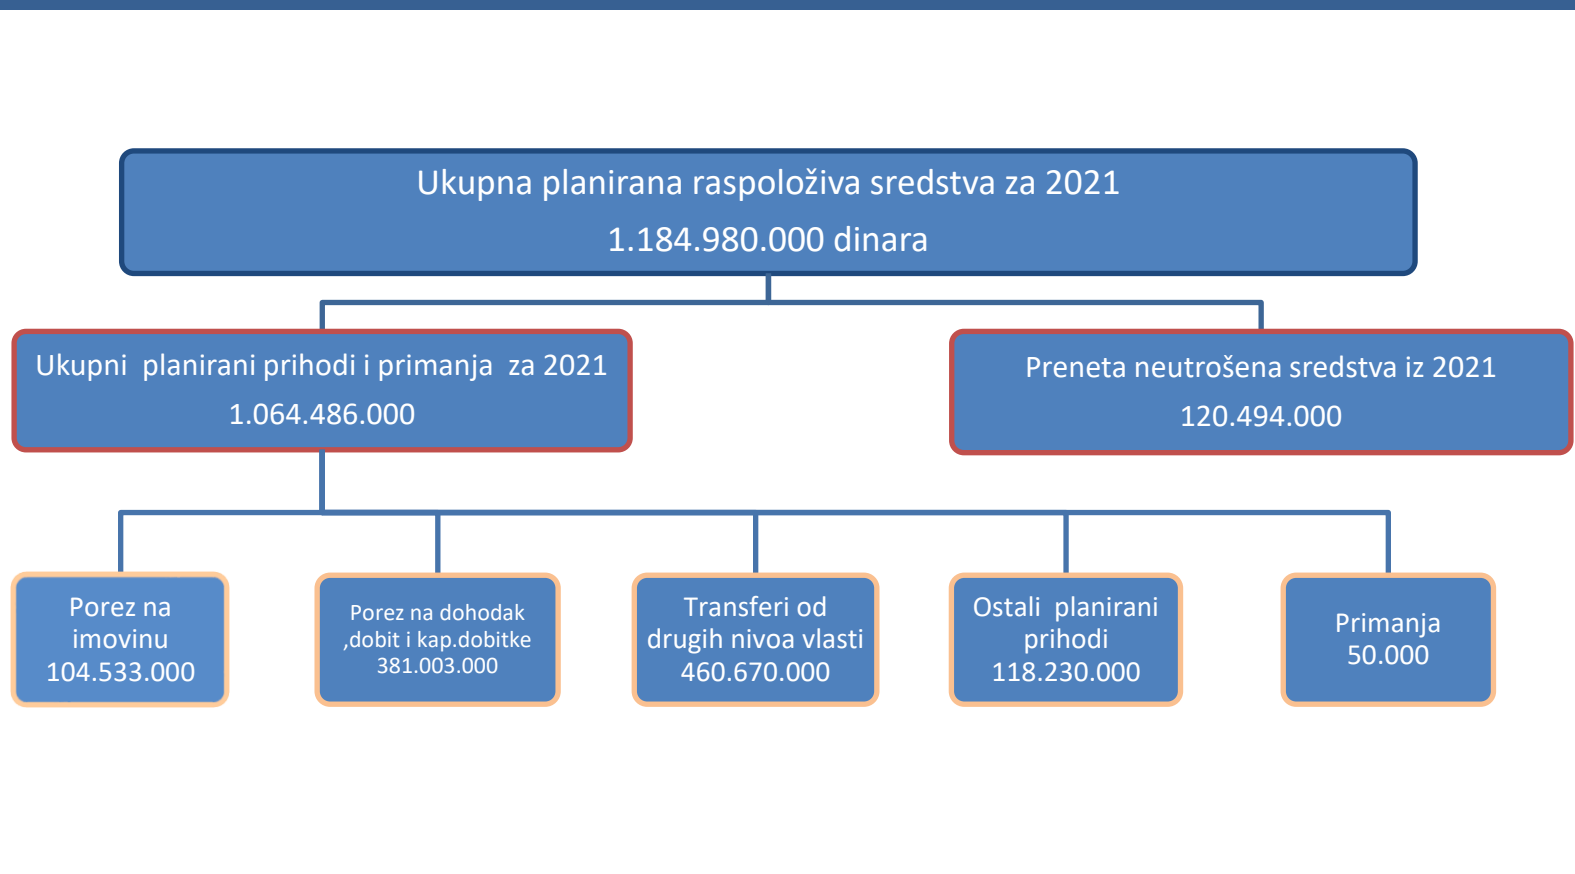 Ukupna planirana raspoloživa sredstva za 2021
1.184.980.000 dinara
Ukupni  planirani prihodi i primanja  za 2021
1.064.486.000
Preneta neutrošena sredstva iz 2021
120.494.000
Porez na
imovinu
104.533.000
Porez na dohodak
,dobit i kap.dobitke
381.003.000
Transferi od
drugih nivoa vlasti
460.670.000
Ostali  planirani
prihodi
118.230.000
Primanja
50.000